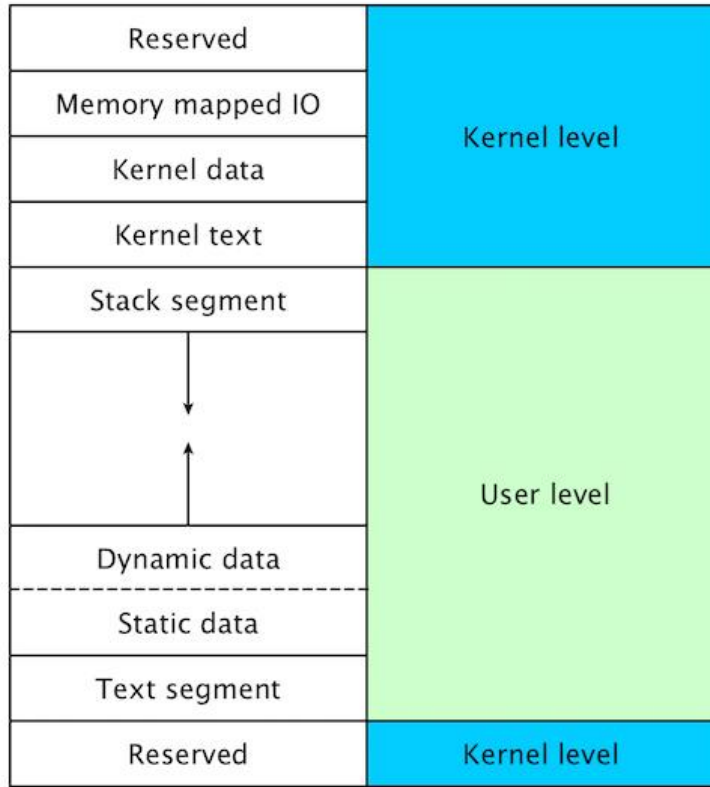 Reserved
Memory mapped IO
Kernel data
Kernel text
Stack segment
Dynamic data
Static data
Text segment
Reserved
Kernel level
User level
Kernel level